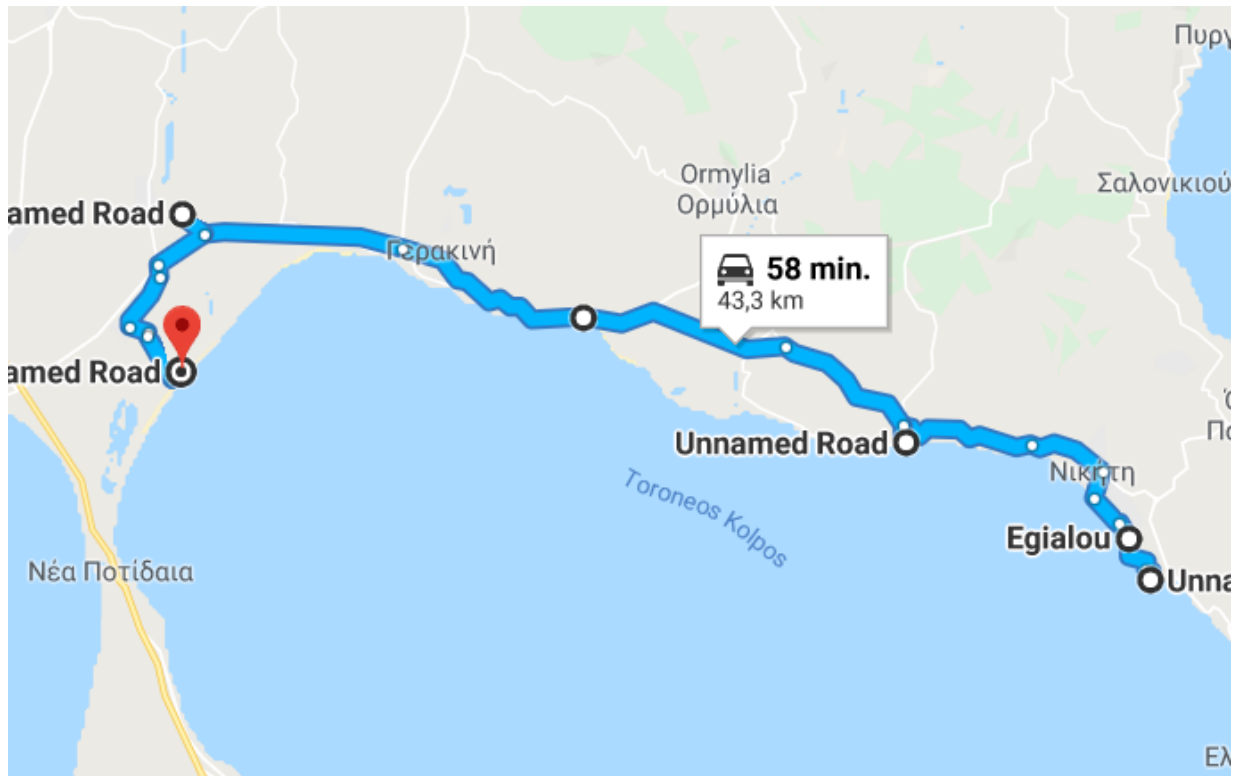 Πυργ
Ormylia
Ορμύλια
Σαλονικιού
amed Road
Γερακινή
58 min.
43,3 km
amed Road
Unnamed Road
Νικήτη
Toroneos Kolpos
Egialou
Νέα Ποτίδαια
Unna
Ελ